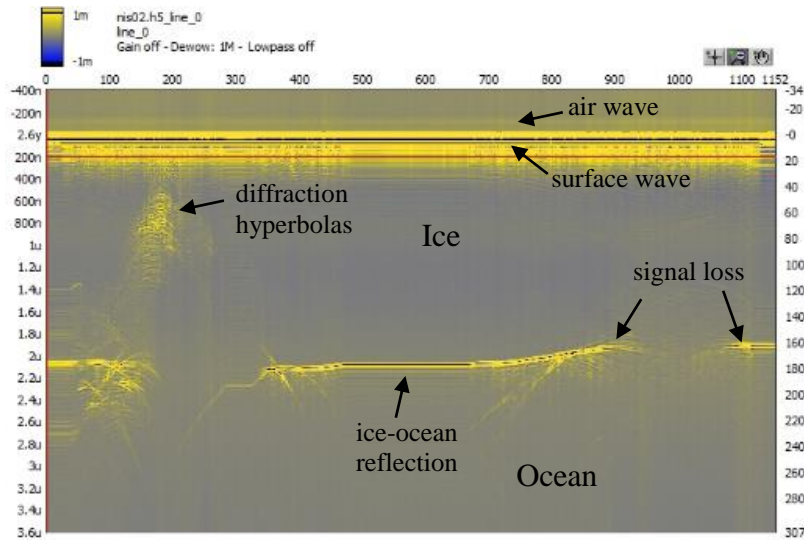 1m
-1m
nis02.h5_line_0
line_0
Gain off - Dewow: 1M - Lowpass off
0 100 200 300 400 500 600 700 800 900 1000 1100 1152
-400n
-200n
2.6y
200n
400n
600n
800n
1u
1.2u
1.4u
1.6u
1.8u
2u
2.2u
2.4u
2.6u
2.8u
3u
3.2u
3.4u
3.6u
-34
-20
0
20
40
60
80
100
120
140
160
180
200
220
240
260
280
307
air wave
surface wave
diffraction
hyperbolas
Ice
signal loss
ice-ocean
reflection
Ocean